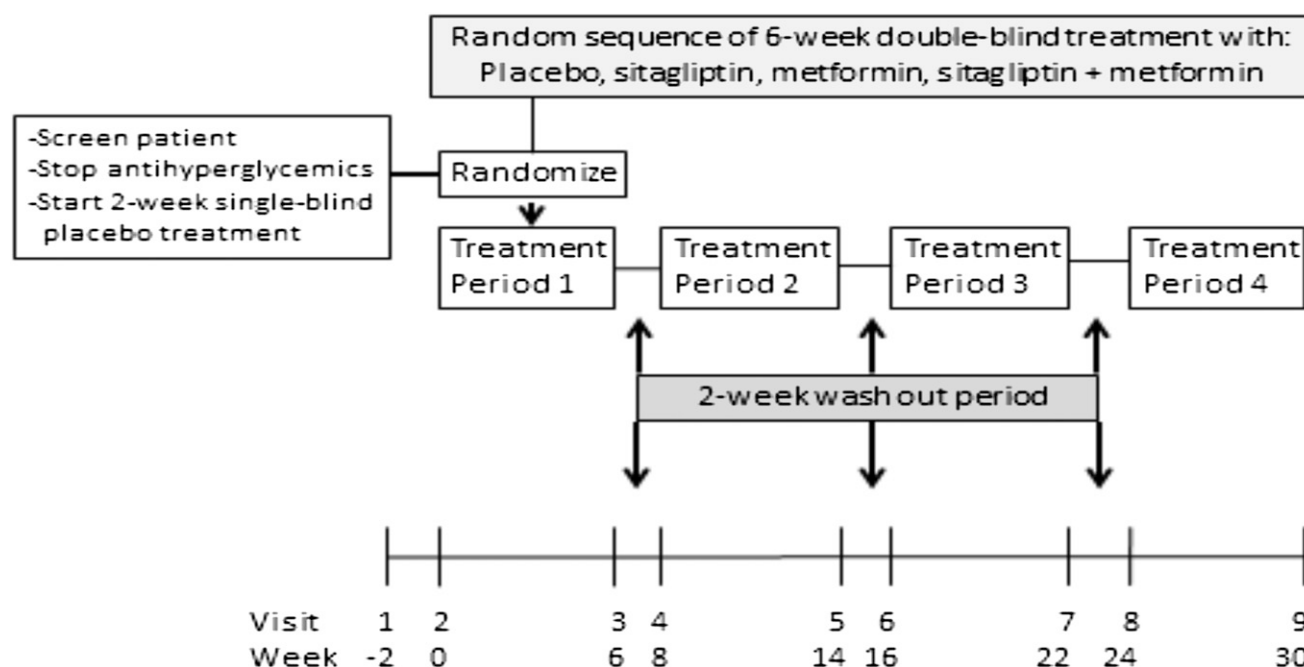 Random sequence of 6-week double-blind treatment with:
Placebo, sitagliptin, metformin, sitagliptin + metformin
-Screen patient
-Stop antihyperglycemics
-Start 2-week single-blind
placebo treatment
Randomize
Treatment
Period 1
Treatment
Period 2
Treatment
Period 3
Treatment
Period 4
2-week wash out period
Visit 1 2 3 4 5 6 7 8 9
Week -2 0 6 8 14 16 22 24 30